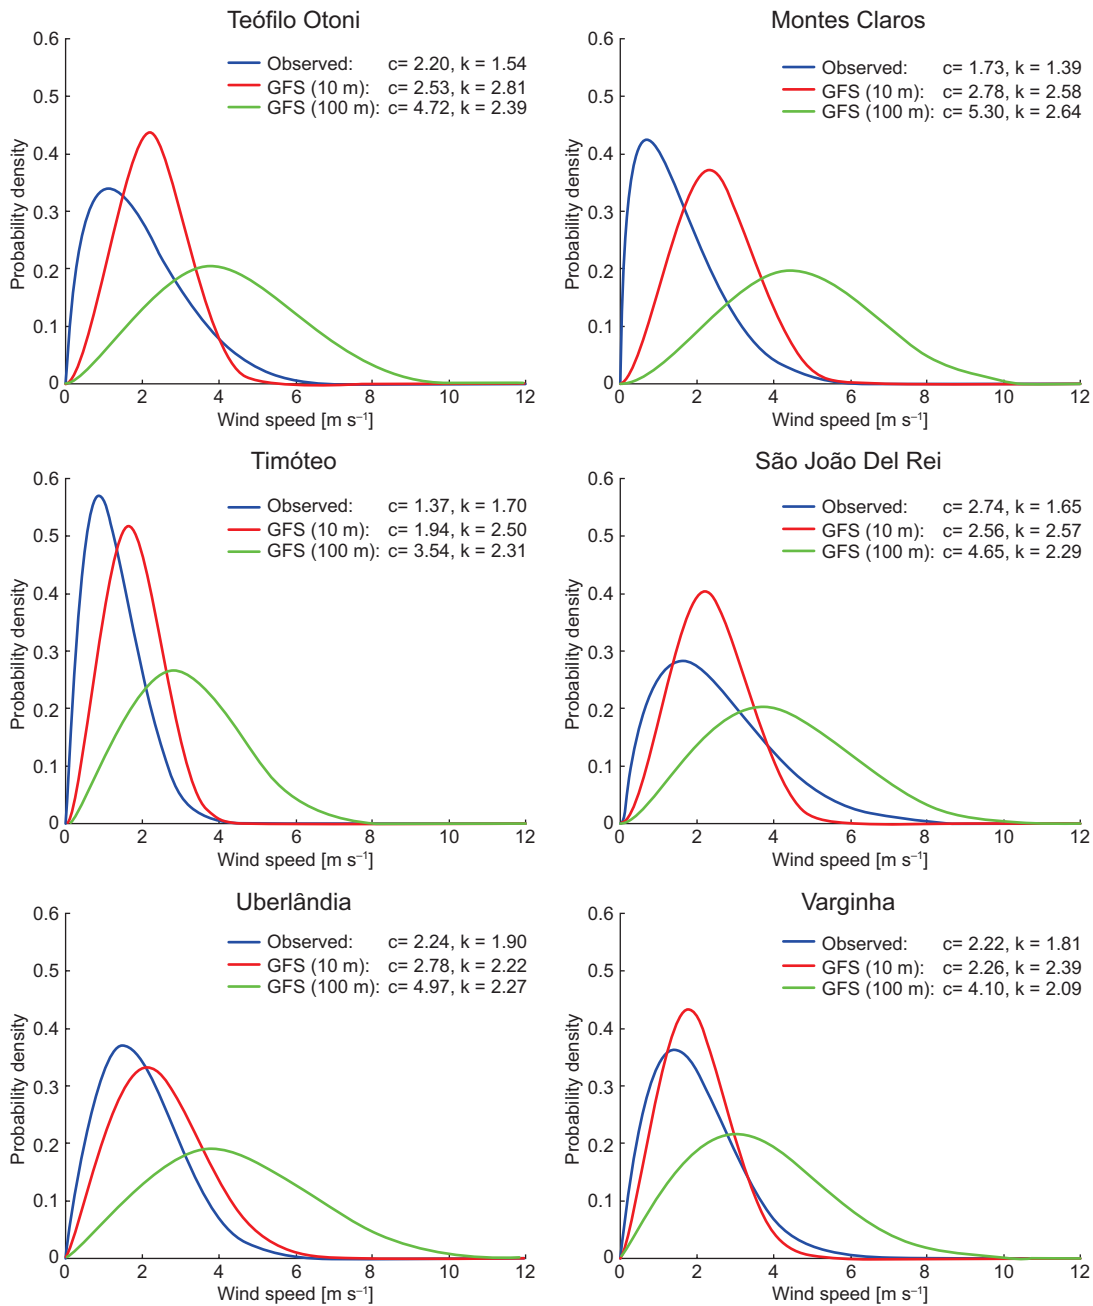 Teófilo Otoni
0.6
0.5
0.4
0.3
0.2
0.1
0
Probability density
Observed: c= 2.20, k = 1.54
GFS (10 m): c= 2.53, k = 2.81
GFS (100 m): c= 4.72, k = 2.39
0 2 4 6 8 10 12
Wind speed [m s⁻¹]
Montes Claros
0.6
0.5
0.4
0.3
0.2
0.1
0
Probability density
Observed: c= 1.73, k = 1.39
GFS (10 m): c= 2.78, k = 2.58
GFS (100 m): c= 5.30, k = 2.64
0 2 4 6 8 10 12
Wind speed [m s⁻¹]
Timóteo
0.6
0.5
0.4
0.3
0.2
0.1
0
Probability density
Observed: c= 1.37, k = 1.70
GFS (10 m): c= 1.94, k = 2.50
GFS (100 m): c= 3.54, k = 2.31
0 2 4 6 8 10 12
Wind speed [m s⁻¹]
São João Del Rei
0.6
0.5
0.4
0.3
0.2
0.1
0
Probability density
Observed: c= 2.74, k = 1.65
GFS (10 m): c= 2.56, k = 2.57
GFS (100 m): c= 4.65, k = 2.29
0 2 4 6 8 10 12
Wind speed [m s⁻¹]
Uberlândia
0.6
0.5
0.4
0.3
0.2
0.1
0
Probability density
Observed: c= 2.24, k = 1.90
GFS (10 m): c= 2.78, k = 2.22
GFS (100 m): c= 4.97, k = 2.27
0 2 4 6 8 10 12
Wind speed [m s⁻¹]
Varginha
0.6
0.5
0.4
0.3
0.2
0.1
0
Probability density
Observed: c= 2.22, k = 1.81
GFS (10 m): c= 2.26, k = 2.39
GFS (100 m): c= 4.10, k = 2.09
0 2 4 6 8 10 12
Wind speed [m s⁻¹]